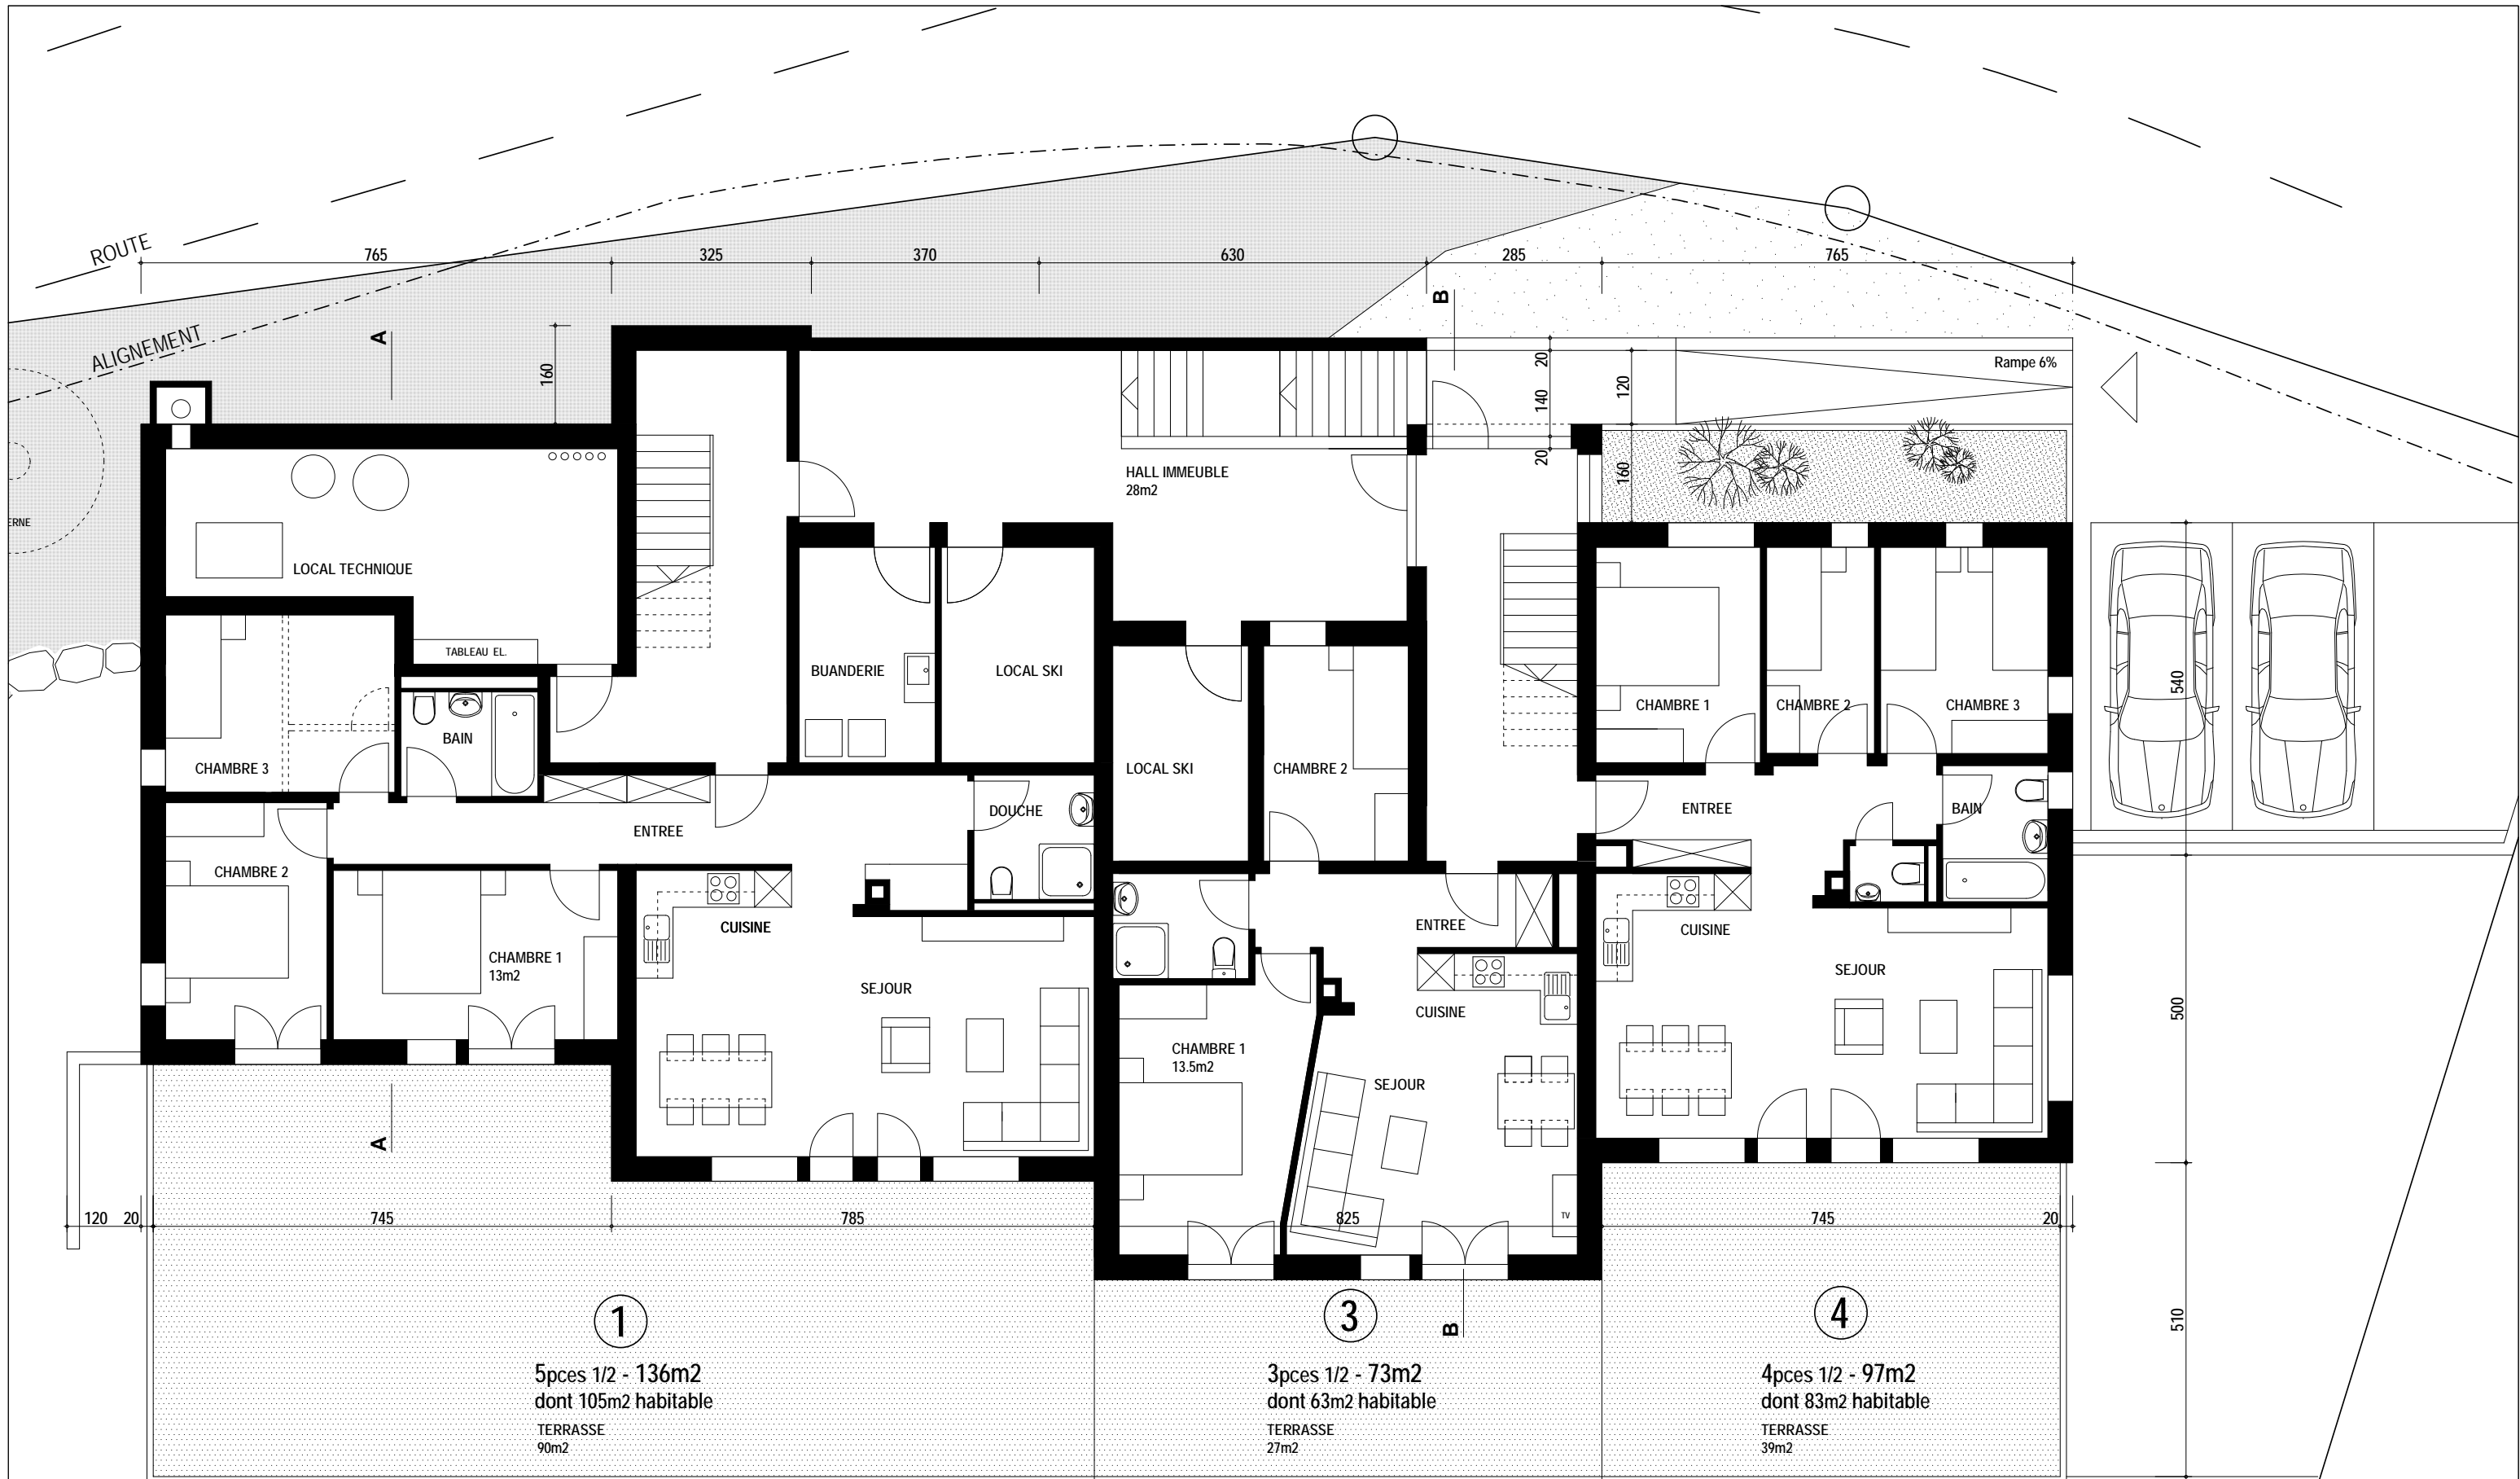 ROUTE
765
325
370
630
285
765
ALIGNEMENT
A
B
160
20
140
20
120
160
Rampe 6%
ERNE
LOCAL TECHNIQUE
TABLEAU EL.
HALL IMMEUBLE
28m2
BUANDERIE
LOCAL SKI
CHAMBRE 1
CHAMBRE 2
CHAMBRE 3
540
BAIN
CHAMBRE 3
LOCAL SKI
CHAMBRE 2
DOUCHE
ENTREE
ENTREE
BAIN
CHAMBRE 2
CHAMBRE 1
13m2
CUISINE
SEJOUR
ENTREE
CUISINE
CUISINE
SEJOUR
500
CHAMBRE 1
13.5m2
SEJOUR
TV
A
120
20
745
785
825
745
20
B
510
1
5pces 1/2 - 136m2
dont 105m2 habitable
TERRASSE
90m2
3
3pces 1/2 - 73m2
dont 63m2 habitable
TERRASSE
27m2
4
4pces 1/2 - 97m2
dont 83m2 habitable
TERRASSE
39m2